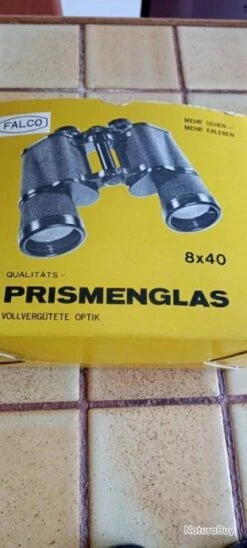 FALCO
MEHR SEHEN –
MEHR ERLEBEN
8x40
QUALITÄTS –
PRISMENGLAS
VOLLVERGÜTETE OPTIK
NaturaBuy